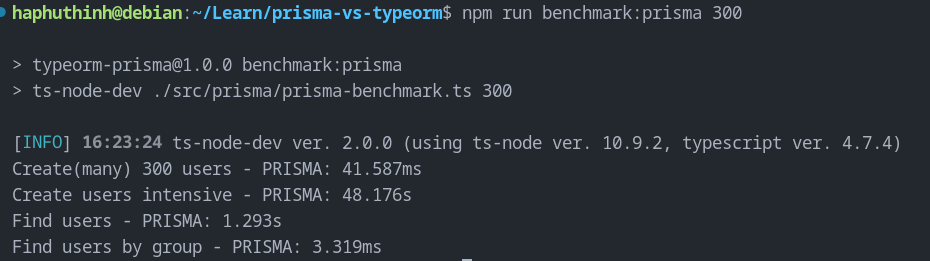 haphuthinh@debian:~/Learn/prisma-vs-typeorm$ npm run benchmark:prisma 300
> typeorm-prisma@1.0.0 benchmark:prisma
> ts-node-dev ./src/prisma/prisma-benchmark.ts 300
[INFO] 16:23:24 ts-node-dev ver. 2.0.0 (using ts-node ver. 10.9.2, typescript ver. 4.7.4)
Create(many) 300 users - PRISMA: 41.587ms
Create users intensive - PRISMA: 48.176s
Find users - PRISMA: 1.293s
Find users by group - PRISMA: 3.319ms